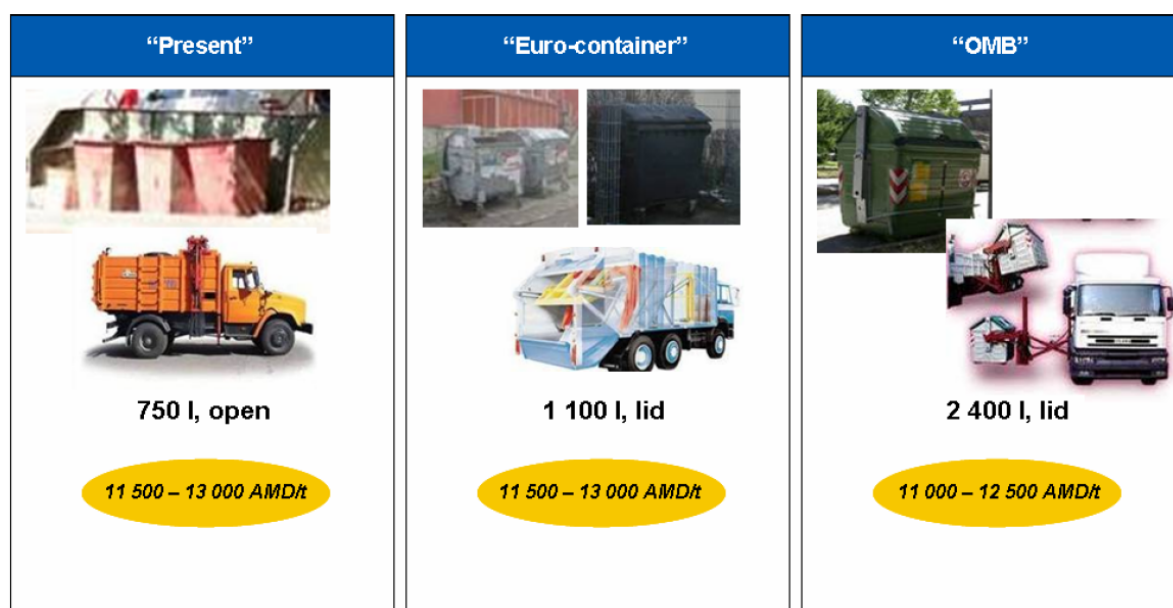 “Present”
750 l, open
11 500 – 13 000 AMD/t
“Euro-container”
1 100 l, lid
11 500 – 13 000 AMD/t
“OMB”
2 400 l, lid
11 000 – 12 500 AMD/t